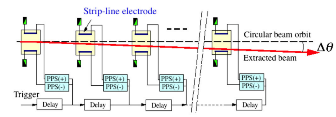 Strip-line electrode
Circular beam orbit
Δθ
Extracted beam
PPS(+) PPS(+) PPS(+) PPS(+)
PPS(-) PPS(-) PPS(-) PPS(-)
Trigger
Delay Delay Delay Delay